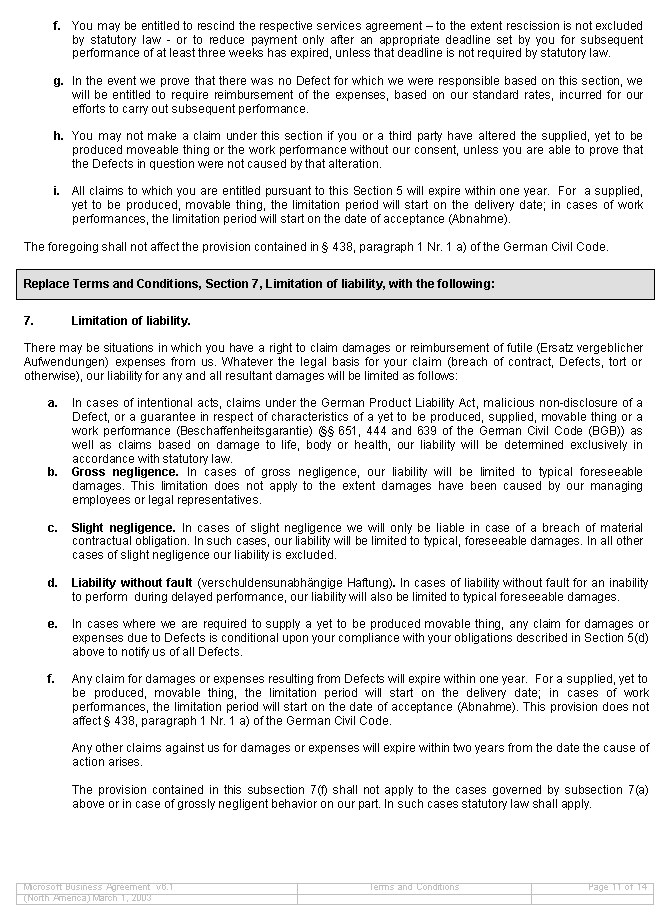 f. You may be entitled to rescind the respective services agreement – to the extent rescission is not excluded
by statutory law - or to reduce payment only after an appropriate deadline set by you for subsequent
performance of at least three weeks has expired, unless that deadline is not required by statutory law.
g. In the event we prove that there was no Defect for which we were responsible based on this section, we
will be entitled to require reimbursement of the expenses, based on our standard rates, incurred for our
efforts to carry out subsequent performance.
h. You may not make a claim under this section if you or a third party have altered the supplied, yet to be
produced moveable thing or the work performance without our consent, unless you are able to prove that
the Defects in question were not caused by that alteration.
i. All claims to which you are entitled pursuant to this Section 5 will expire within one year. For a supplied,
yet to be produced, movable thing, the limitation period will start on the delivery date; in cases of work
performances, the limitation period will start on the date of acceptance (Abnahme).
The foregoing shall not affect the provision contained in § 438, paragraph 1 Nr. 1 a) of the German Civil Code.
Replace Terms and Conditions, Section 7, Limitation of liability, with the following:
7. Limitation of liability.
There may be situations in which you have a right to claim damages or reimbursement of futile (Ersatz vergeblicher
Aufwendungen) expenses from us. Whatever the legal basis for your claim (breach of contract, Defects, tort or
otherwise), our liability for any and all resultant damages will be limited as follows:
a. In cases of intentional acts, claims under the German Product Liability Act, malicious non-disclosure of a
Defect, or a guarantee in respect of characteristics of a yet to be produced, supplied, movable thing or a
work performance (Beschaffenheitsgarantie) (§§ 651, 444 and 639 of the German Civil Code (BGB)) as
well as claims based on damage to life, body or health, our liability will be determined exclusively in
accordance with statutory law.
b. Gross negligence. In cases of gross negligence, our liability will be limited to typical foreseeable
damages. This limitation does not apply to the extent damages have been caused by our managing
employees or legal representatives.
c. Slight negligence. In cases of slight negligence we will only be liable in case of a breach of material
contractual obligation. In such cases, our liability will be limited to typical, foreseeable damages. In all other
cases of slight negligence our liability is excluded.
d. Liability without fault (verschuldensunabhängige Haftung). In cases of liability without fault for an inability
to perform during delayed performance, our liability will also be limited to typical foreseeable damages.
e. In cases where we are required to supply a yet to be produced movable thing, any claim for damages or
expenses due to Defects is conditional upon your compliance with your obligations described in Section 5(d)
above to notify us of all Defects.
f. Any claim for damages or expenses resulting from Defects will expire within one year. For a supplied, yet to
be produced, movable thing, the limitation period will start on the delivery date; in cases of work
performances, the limitation period will start on the date of acceptance (Abnahme). This provision does not
affect § 438, paragraph 1 Nr. 1 a) of the German Civil Code.
Any other claims against us for damages or expenses will expire within two years from the date the cause of
action arises.
The provision contained in this subsection 7(f) shall not apply to the cases governed by subsection 7(a)
above or in case of grossly negligent behavior on our part. In such cases statutory law shall apply.
Microsoft Business Agreement v6.1 Terms and Conditions Page 11 of 14
(North America) March 1, 2003